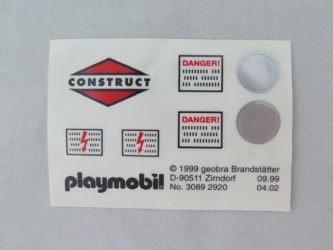 CONSTRUCT
DANGER!
DANGER!
playmobil
© 1999 geobra Brandstätter
D-90511 Zirndorf 09.99
No. 3089 2920 04.02